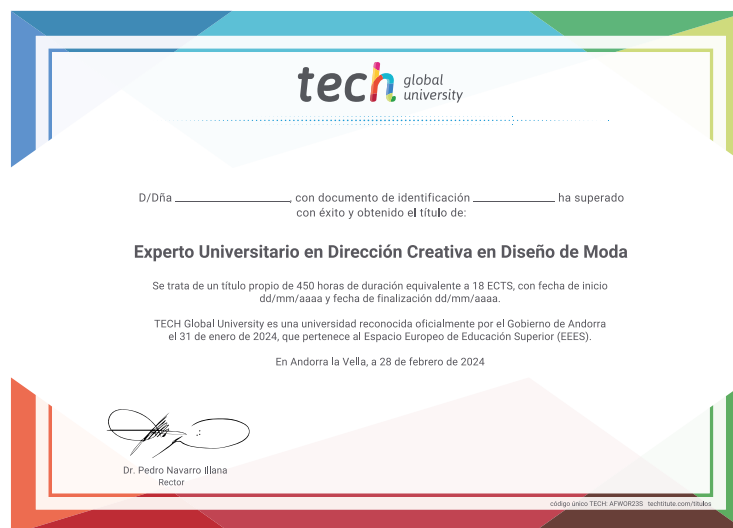 tech global university
D/Dña ____________________, con documento de identificación ______________ ha superado
con éxito y obtenido el título de:
Experto Universitario en Dirección Creativa en Diseño de Moda
Se trata de un título propio de 450 horas de duración equivalente a 18 ECTS, con fecha de inicio
dd/mm/aaaa y fecha de finalización dd/mm/aaaa.
TECH Global University es una universidad reconocida oficialmente por el Gobierno de Andorra
el 31 de enero de 2024, que pertenece al Espacio Europeo de Educación Superior (EEES).
En Andorra la Vella, a 28 de febrero de 2024
Dr. Pedro Navarro Illana
Rector
código único TECH: AFWOR23S techtitute.com/titulos